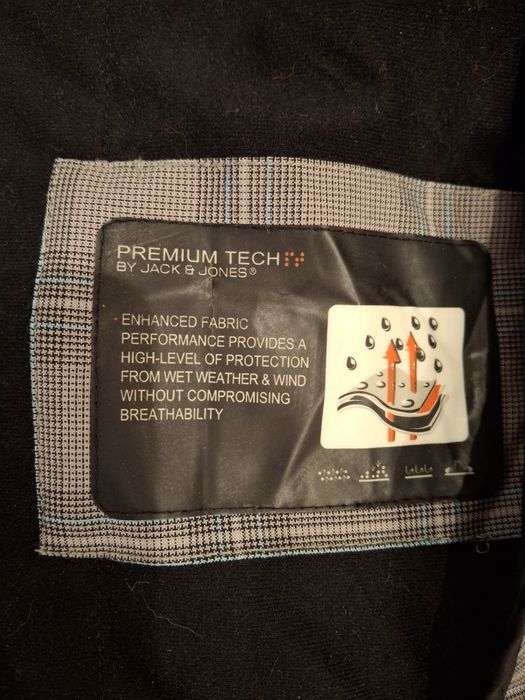 PREMIUM TECH
BY JACK & JONES®
ENHANCED FABRIC
PERFORMANCE PROVIDES A
HIGH-LEVEL OF PROTECTION
FROM WET WEATHER & WIND
WITHOUT COMPROMISING
BREATHABILITY